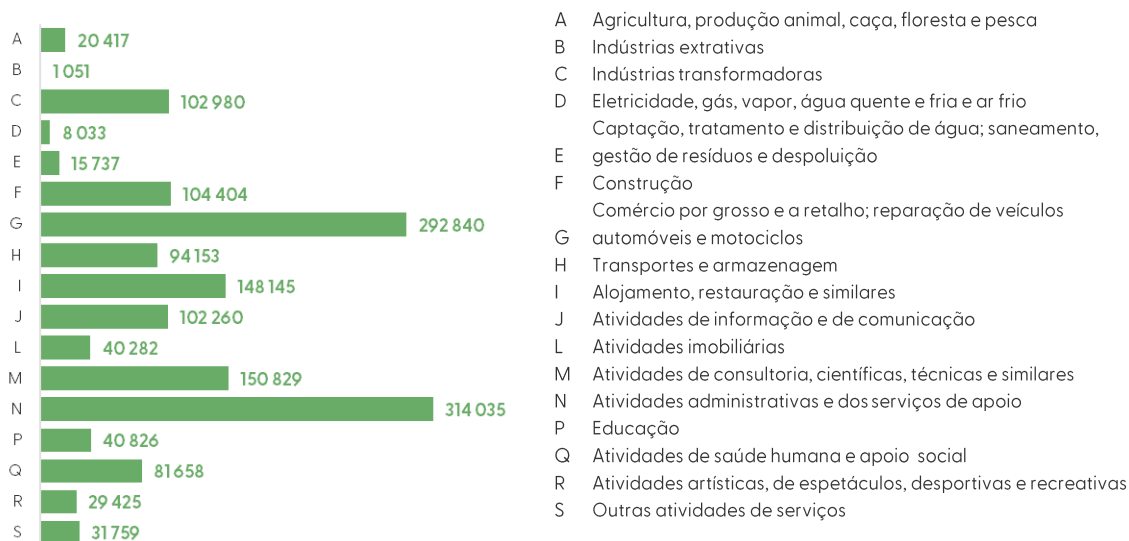 A 20 417
B 1 051
C 102 980
D 8 033
E 15 737
F 104 404
G 292 840
H 94 153
I 148 145
J 102 260
L 40 282
M 150 829
N 314 035
P 40 826
Q 81 658
R 29 425
S 31 759
A Agricultura, produção animal, caça, floresta e pesca
B Indústrias extrativas
C Indústrias transformadoras
D Eletricidade, gás, vapor, água quente e fria e ar frio
Captação, tratamento e distribuição de água; saneamento,
E gestão de resíduos e despoluição
F Construção
Comércio por grosso e a retalho; reparação de veículos
G automóveis e motociclos
H Transportes e armazenagem
I Alojamento, restauração e similares
J Atividades de informação e de comunicação
L Atividades imobiliárias
M Atividades de consultoria, científicas, técnicas e similares
N Atividades administrativas e dos serviços de apoio
P Educação
Q Atividades de saúde humana e apoio social
R Atividades artísticas, de espetáculos, desportivas e recreativas
S Outras atividades de serviços